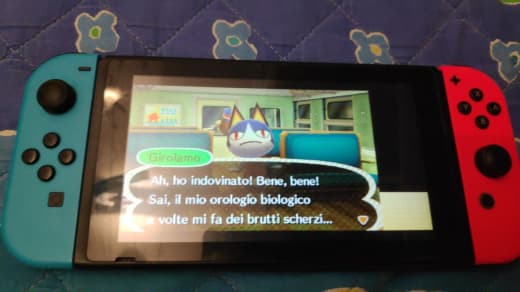 Girolamo
Ah, ho indovinato! Bene, bene!
Sai, il mio orologio biologico
a volte mi fa dei brutti scherzi...